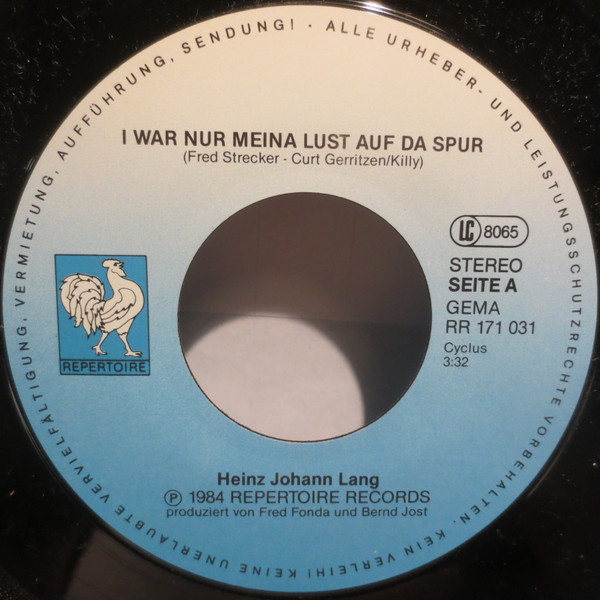 ALLE URHEBER- UND LEISTUNGSSCHUTZRECHTE VORBEHALTEN. KEIN VERLEIH! KEINE UNERLAUBTE VERVIELFÄLTIGUNG, VERMIETUNG, AUFFÜHRUNG, SENDUNG! ·
I WAR NUR MEINA LUST AUF DA SPUR
(Fred Strecker - Curt Gerritzen/Killy)
LC 8065
STEREO
SEITE A
GEMA
RR 171 031
Cyclus
3:32
REPERTOIRE
Heinz Johann Lang
Ⓟ 1984 REPERTOIRE RECORDS
produziert von Fred Fonda und Bernd Jost